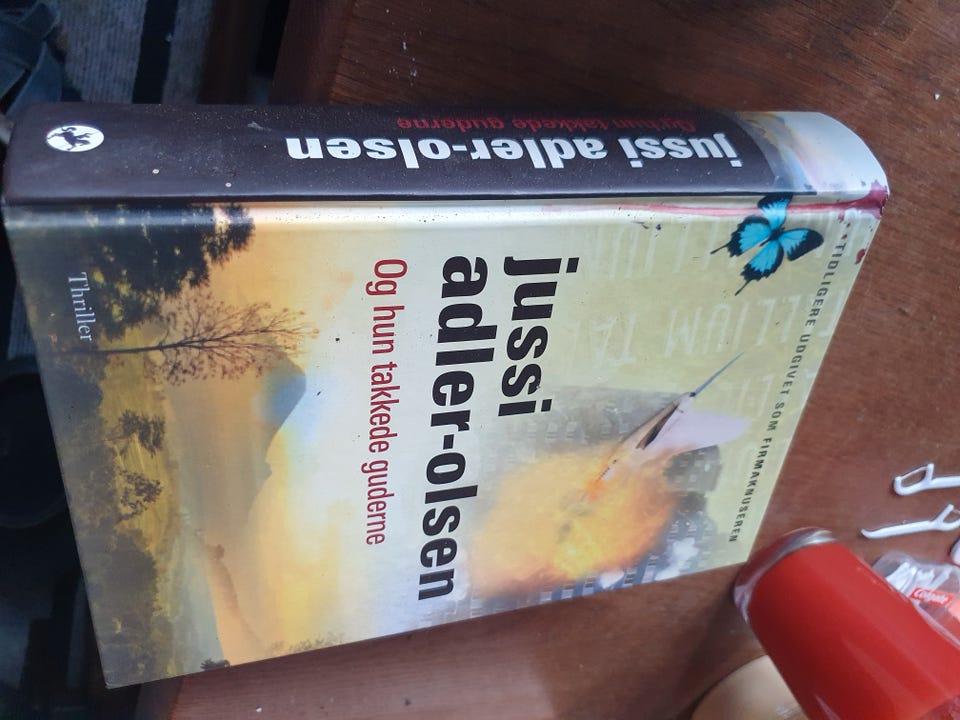 TIDLIGERE UDGIVET SOM FIRMAKNUSEREN
jussi
adler-olsen
Og hun takkede guderne
Thriller
jussi adler-olsen
Og hun takkede guderne
Colgate